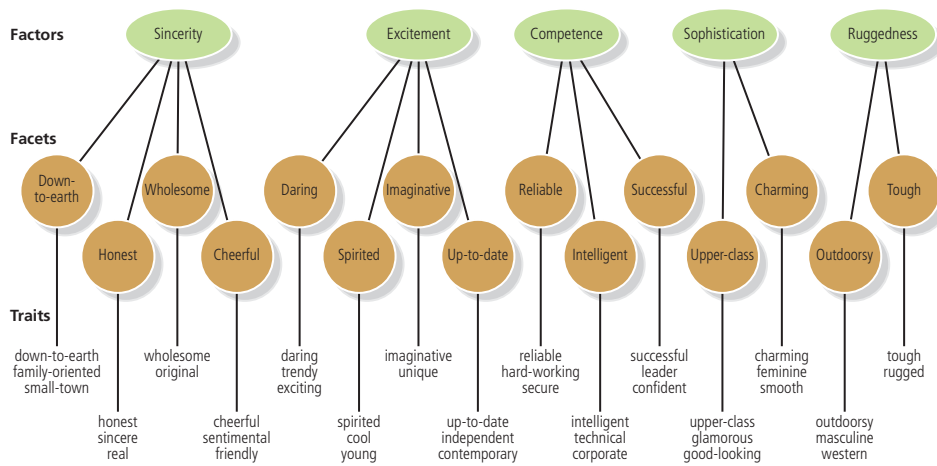 Factors
Sincerity
Excitement
Competence
Sophistication
Ruggedness
Facets
Down-
to-earth
Wholesome
Daring
Imaginative
Reliable
Successful
Charming
Tough
Honest
Cheerful
Spirited
Up-to-date
Intelligent
Upper-class
Outdoorsy
Traits
down-to-earth
family-oriented
small-town
wholesome
original
daring
trendy
exciting
imaginative
unique
reliable
hard-working
secure
successful
leader
confident
charming
feminine
smooth
tough
rugged
honest
sincere
real
cheerful
sentimental
friendly
spirited
cool
young
up-to-date
independent
contemporary
intelligent
technical
corporate
upper-class
glamorous
good-looking
outdoorsy
masculine
western